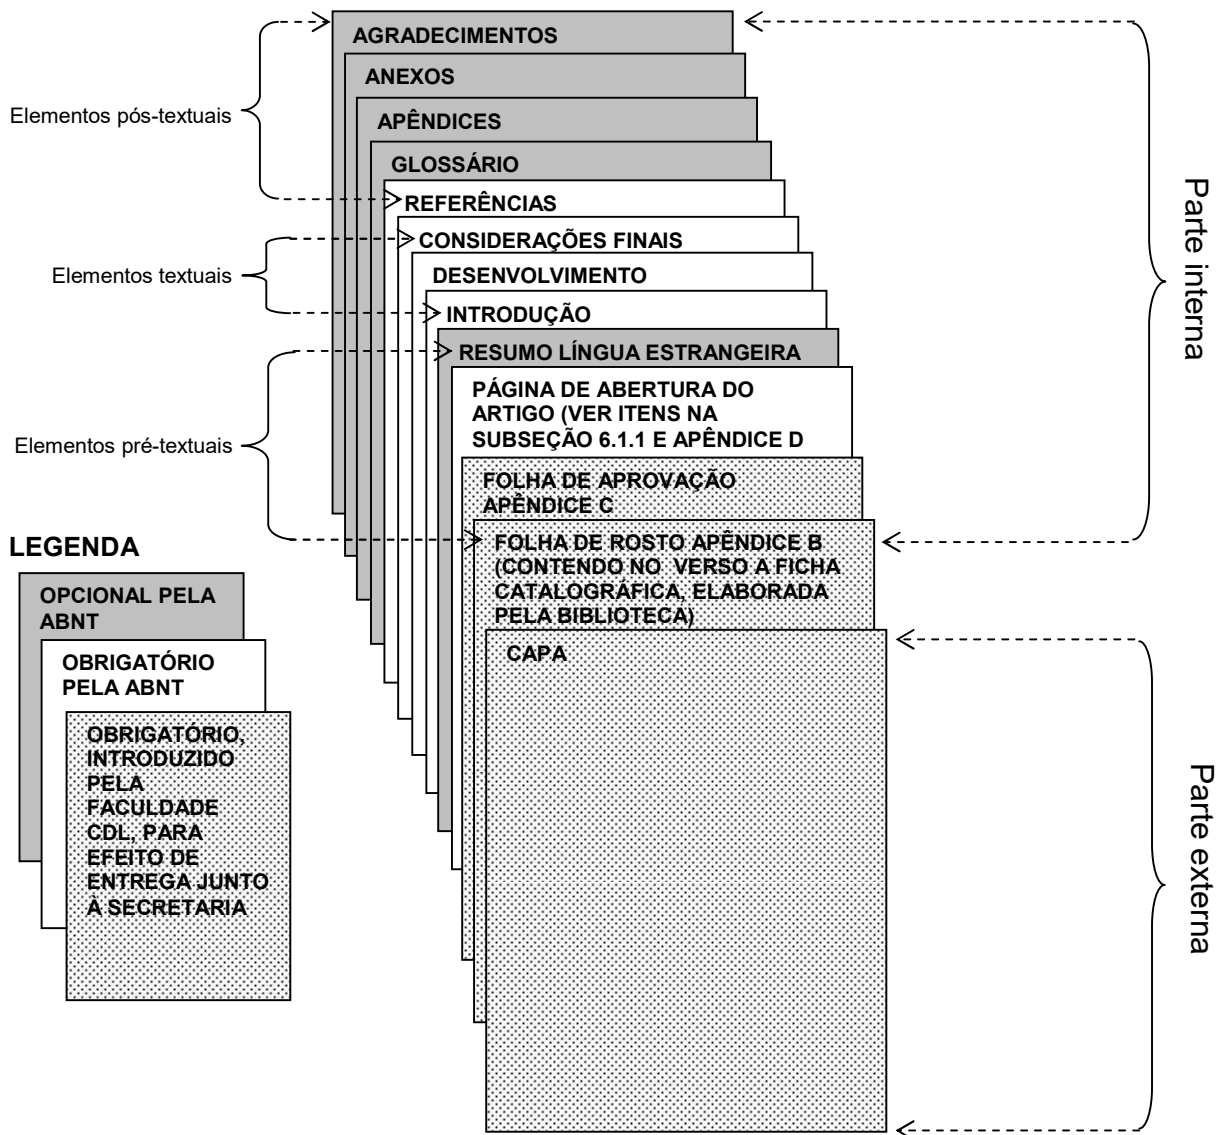 AGRADECIMENTOS
ANEXOS
Elementos pós-textuais
APÊNDICES
GLOSSÁRIO
REFERÊNCIAS
CONSIDERAÇÕES FINAIS
Elementos textuais
DESENVOLVIMENTO
INTRODUÇÃO
RESUMO LÍNGUA ESTRANGEIRA
PÁGINA DE ABERTURA DO
ARTIGO (VER ITENS NA
SUBSEÇÃO 6.1.1 E APÊNDICE D
Elementos pré-textuais
FOLHA DE APROVAÇÃO
APÊNDICE C
FOLHA DE ROSTO APÊNDICE B
(CONTENDO NO VERSO A FICHA
CATALOGRÁFICA, ELABORADA
PELA BIBLIOTECA)
CAPA
Parte interna
Parte externa
LEGENDA
OPCIONAL PELA
ABNT
OBRIGATÓRIO
PELA ABNT
OBRIGATÓRIO,
INTRODUZIDO
PELA
FACULDADE
CDL, PARA
EFEITO DE
ENTREGA JUNTO
À SECRETARIA